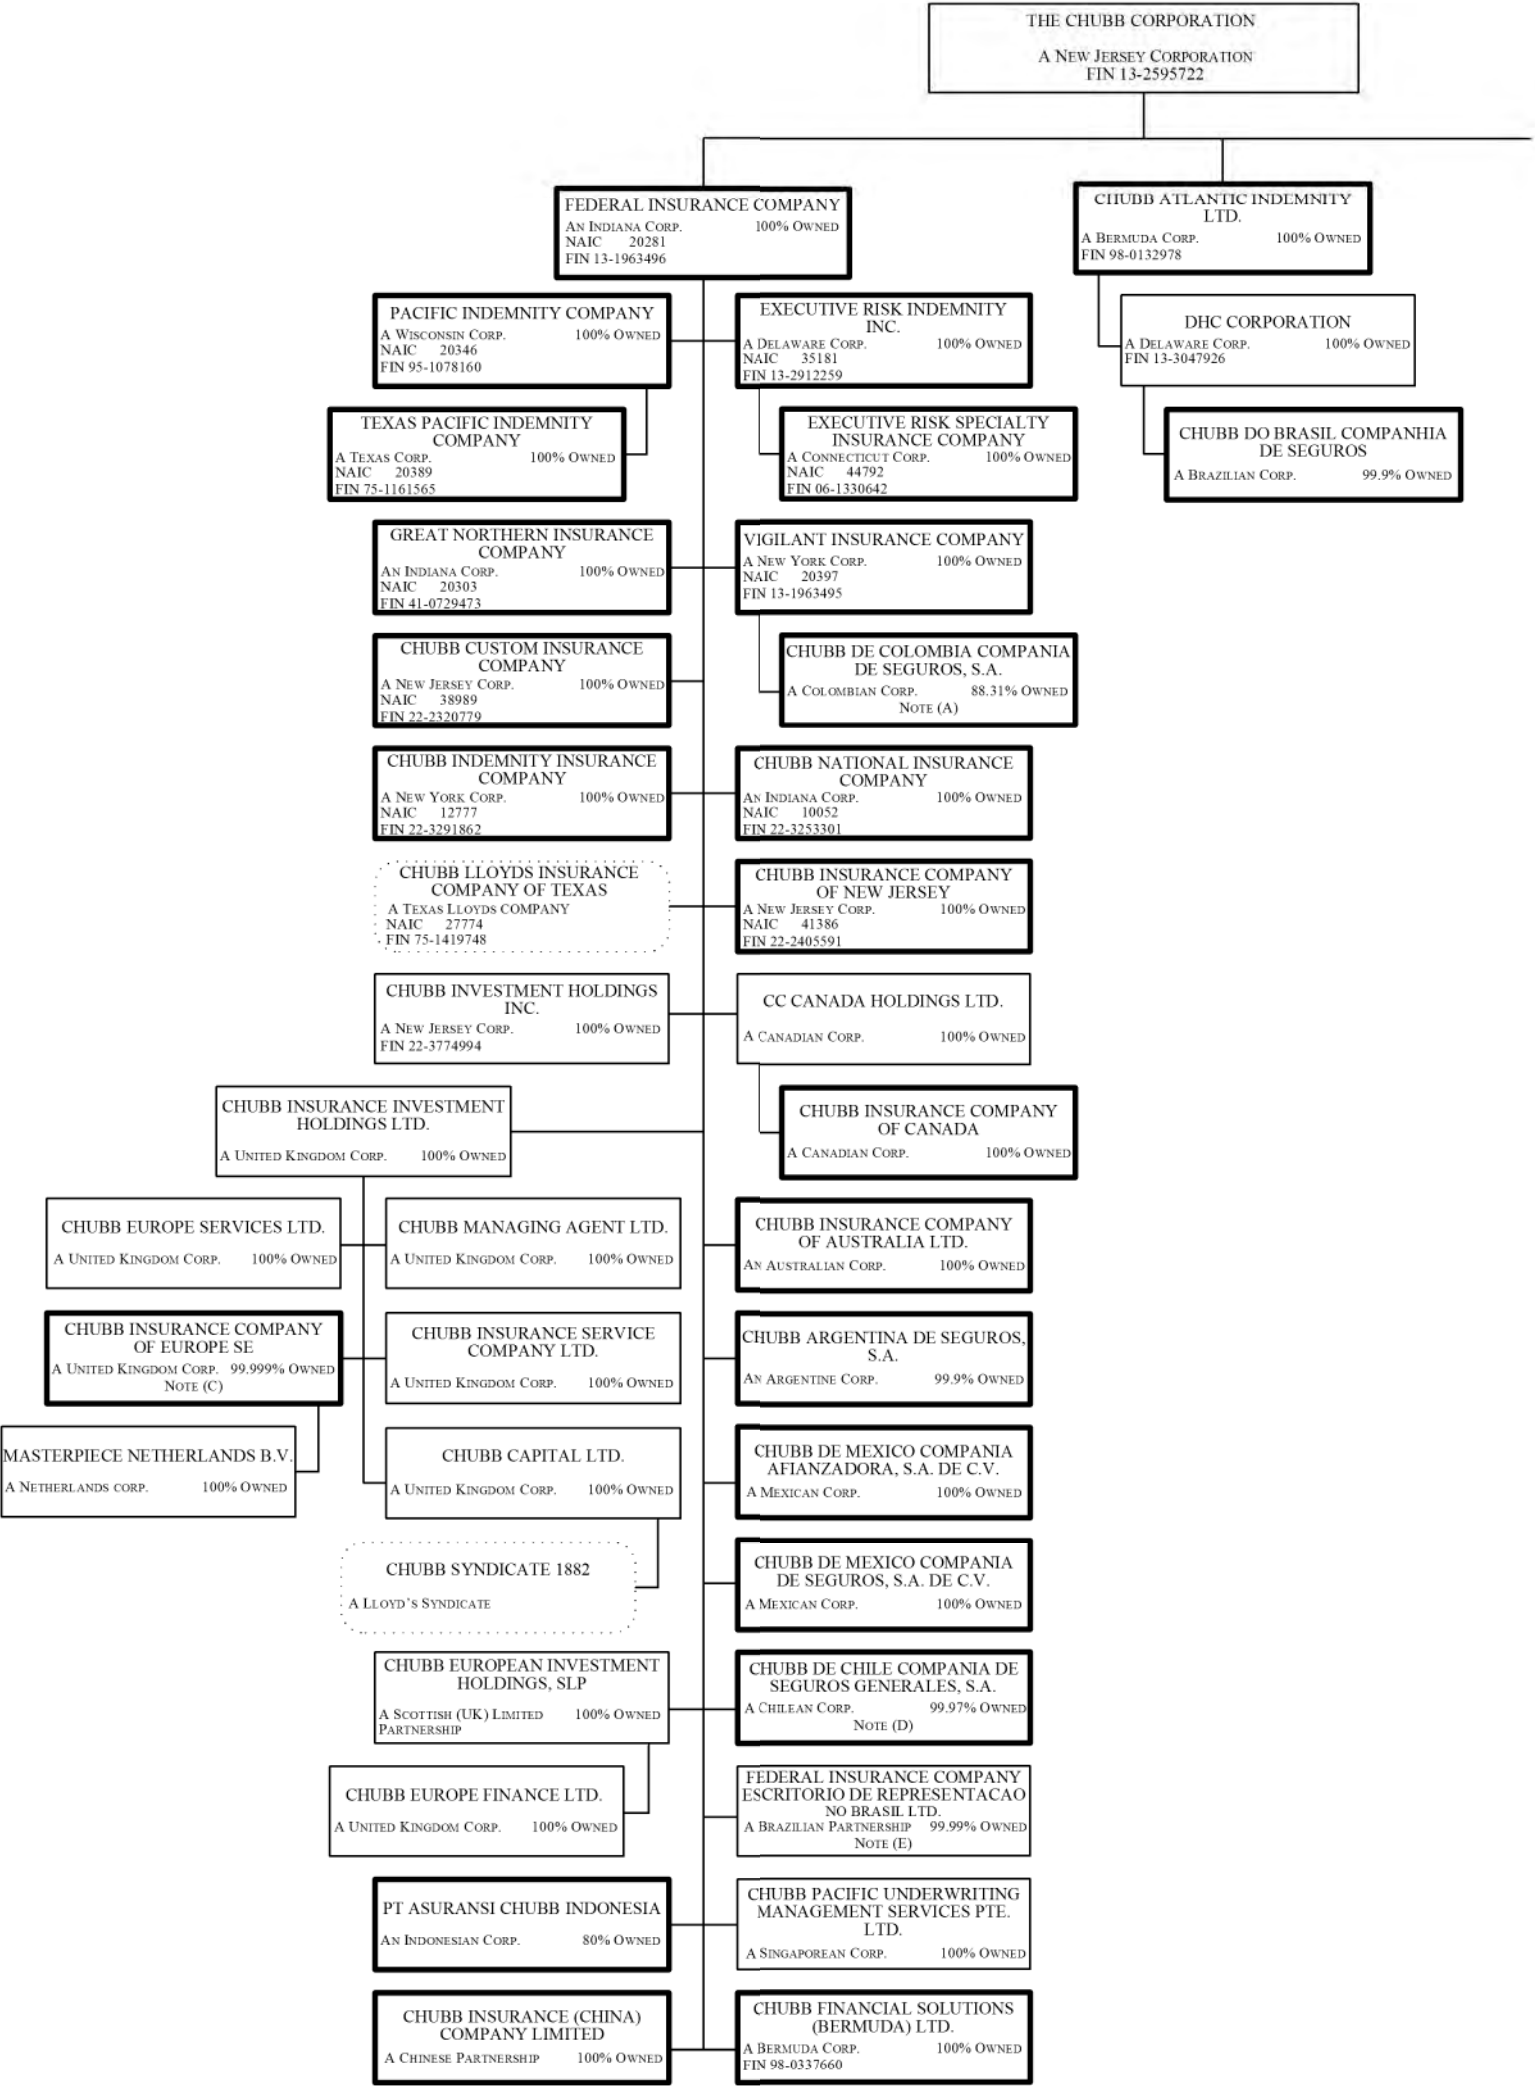 THE CHUBB CORPORATION
A NEW JERSEY CORPORATION
FIN 13-2595722
FEDERAL INSURANCE COMPANY
AN INDIANA CORP. 100% OWNED
NAIC 20281
FIN 13-1963496
CHUBB ATLANTIC INDEMNITY
LTD.
A BERMUDA CORP. 100% OWNED
FIN 98-0132978
PACIFIC INDEMNITY COMPANY
A WISCONSIN CORP. 100% OWNED
NAIC 20346
FIN 95-1078160
EXECUTIVE RISK INDEMNITY
INC.
A DELAWARE CORP. 100% OWNED
NAIC 35181
FIN 13-2912259
DHC CORPORATION
A DELAWARE CORP. 100% OWNED
FIN 13-3047926
TEXAS PACIFIC INDEMNITY
COMPANY
A TEXAS CORP. 100% OWNED
NAIC 20389
FIN 75-1161565
EXECUTIVE RISK SPECIALTY
INSURANCE COMPANY
A CONNECTICUT CORP. 100% OWNED
NAIC 44792
FIN 06-1330642
CHUBB DO BRASIL COMPANHIA
DE SEGUROS
A BRAZILIAN CORP. 99.9% OWNED
GREAT NORTHERN INSURANCE
COMPANY
AN INDIANA CORP. 100% OWNED
NAIC 20303
FIN 41-0729473
VIGILANT INSURANCE COMPANY
A NEW YORK CORP. 100% OWNED
NAIC 20397
FIN 13-1963495
CHUBB CUSTOM INSURANCE
COMPANY
A NEW JERSEY CORP. 100% OWNED
NAIC 38989
FIN 22-2320779
CHUBB DE COLOMBIA COMPANIA
DE SEGUROS, S.A.
A COLOMBIAN CORP. 88.31% OWNED
NOTE (A)
CHUBB INDEMNITY INSURANCE
COMPANY
A NEW YORK CORP. 100% OWNED
NAIC 12777
FIN 22-3291862
CHUBB NATIONAL INSURANCE
COMPANY
AN INDIANA CORP. 100% OWNED
NAIC 10052
FIN 22-3253301
CHUBB LLOYDS INSURANCE
COMPANY OF TEXAS
A TEXAS LLOYDS COMPANY
NAIC 27774
FIN 75-1419748
CHUBB INSURANCE COMPANY
OF NEW JERSEY
A NEW JERSEY CORP. 100% OWNED
NAIC 41386
FIN 22-2405591
CHUBB INVESTMENT HOLDINGS
INC.
A NEW JERSEY CORP. 100% OWNED
FIN 22-3774994
CC CANADA HOLDINGS LTD.
A CANADIAN CORP. 100% OWNED
CHUBB INSURANCE INVESTMENT
HOLDINGS LTD.
A UNITED KINGDOM CORP. 100% OWNED
CHUBB INSURANCE COMPANY
OF CANADA
A CANADIAN CORP. 100% OWNED
CHUBB EUROPE SERVICES LTD.
A UNITED KINGDOM CORP. 100% OWNED
CHUBB MANAGING AGENT LTD.
A UNITED KINGDOM CORP. 100% OWNED
CHUBB INSURANCE COMPANY
OF AUSTRALIA LTD.
AN AUSTRALIAN CORP. 100% OWNED
CHUBB INSURANCE COMPANY
OF EUROPE SE
A UNITED KINGDOM CORP. 99.999% OWNED
NOTE (C)
CHUBB INSURANCE SERVICE
COMPANY LTD.
A UNITED KINGDOM CORP. 100% OWNED
CHUBB ARGENTINA DE SEGUROS,
S.A.
AN ARGENTINE CORP. 99.9% OWNED
MASTERPIECE NETHERLANDS B.V.
A NETHERLANDS CORP. 100% OWNED
CHUBB CAPITAL LTD.
A UNITED KINGDOM CORP. 100% OWNED
CHUBB DE MEXICO COMPANIA
AFIANZADORA, S.A. DE C.V.
A MEXICAN CORP. 100% OWNED
CHUBB SYNDICATE 1882
A LLOYD'S SYNDICATE
CHUBB DE MEXICO COMPANIA
DE SEGUROS, S.A. DE C.V.
A MEXICAN CORP. 100% OWNED
CHUBB EUROPEAN INVESTMENT
HOLDINGS, SLP
A SCOTTISH (UK) LIMITED 100% OWNED
PARTNERSHIP
CHUBB DE CHILE COMPANIA DE
SEGUROS GENERALES, S.A.
A CHILEAN CORP. 99.97% OWNED
NOTE (D)
CHUBB EUROPE FINANCE LTD.
A UNITED KINGDOM CORP. 100% OWNED
FEDERAL INSURANCE COMPANY
ESCRITORIO DE REPRESENTACAO
NO BRASIL LTD.
A BRAZILIAN PARTNERSHIP 99.99% OWNED
NOTE (E)
PT ASURANSI CHUBB INDONESIA
AN INDONESIAN CORP. 80% OWNED
CHUBB PACIFIC UNDERWRITING
MANAGEMENT SERVICES PTE.
LTD.
A SINGAPOREAN CORP. 100% OWNED
CHUBB INSURANCE (CHINA)
COMPANY LIMITED
A CHINESE PARTNERSHIP 100% OWNED
CHUBB FINANCIAL SOLUTIONS
(BERMUDA) LTD.
A BERMUDA CORP. 100% OWNED
FIN 98-0337660